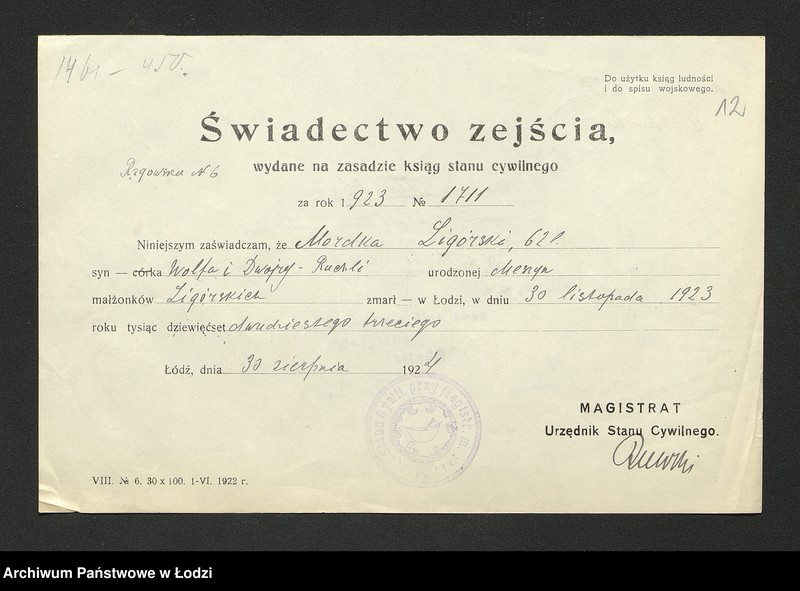 1461 – 450.
Do użytku ksiąg ludności
i do spisu wojskowego.
12
Świadectwo zejścia,
Rzgowska № 6
wydane na zasadzie ksiąg stanu cywilnego
za rok 1923 № 1711
Niniejszym zaświadczam, że Mordka Ligórski, 62 l.
syn — córka Wolfa i Dwojry-Ruchli urodzonej
małżonków Ligórskich zmarł — w Łodzi, w dniu 30 listopada 1923
roku tysiąc dziewięćset dwudziestego trzeciego
Łódź, dnia 30 sierpnia 1924
MAGISTRAT
Urzędnik Stanu Cywilnego.
VIII. № 6. 30 x 100. 1-VI. 1922 r.
Archiwum Państwowe w Łodzi